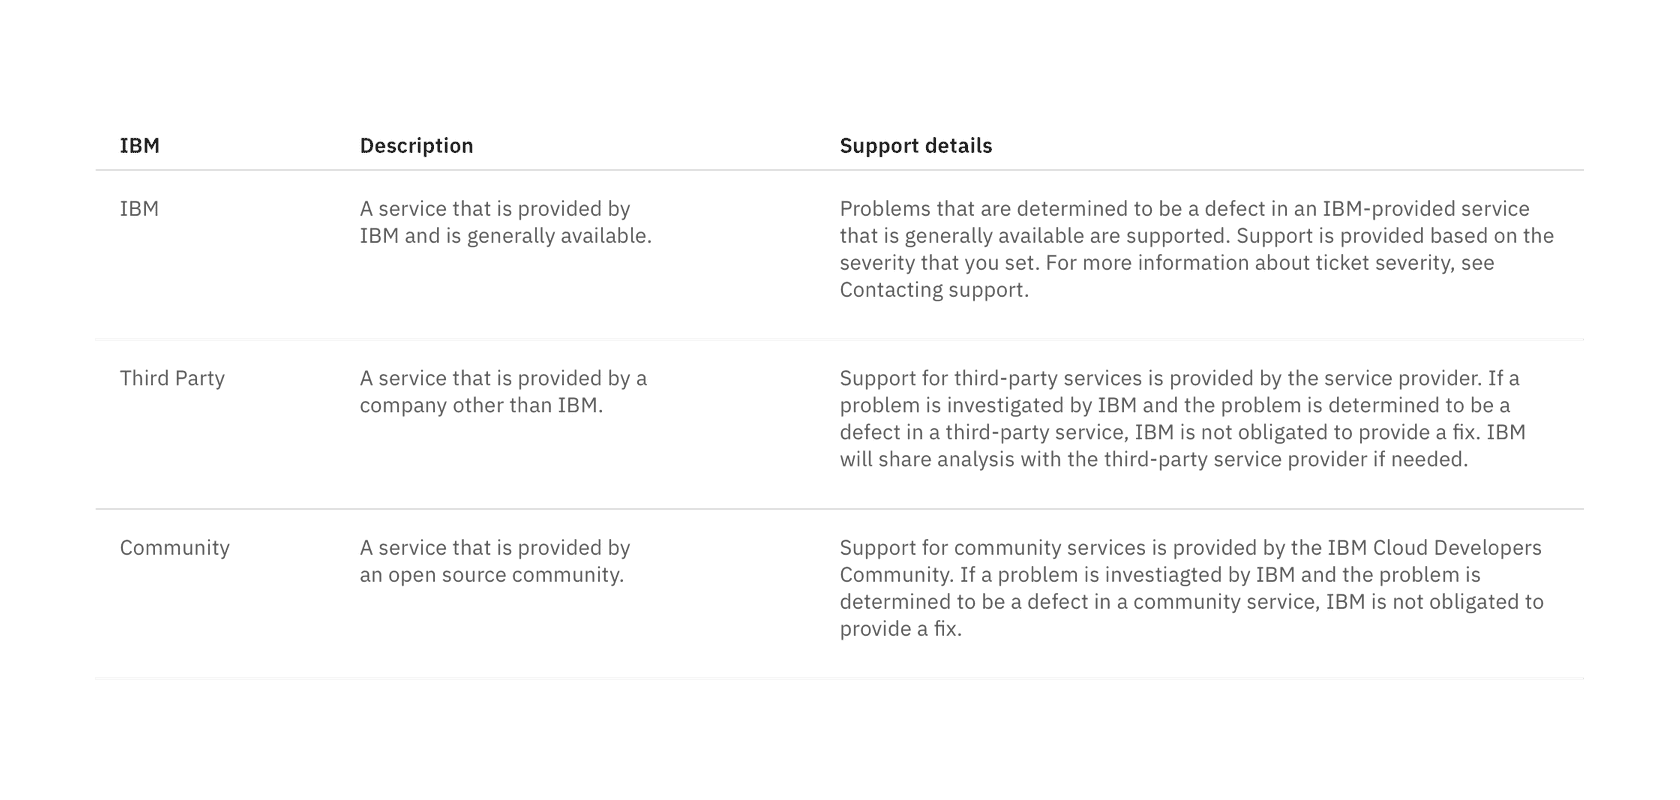 IBM Description Support details
IBM A service that is provided by Problems that are determined to be a defect in an IBM-provided service
IBM and is generally available. that is generally available are supported. Support is provided based on the
severity that you set. For more information about ticket severity, see
Contacting support.
Third Party A service that is provided by a Support for third-party services is provided by the service provider. If a
company other than IBM. problem is investigated by IBM and the problem is determined to be a
defect in a third-party service, IBM is not obligated to provide a fix. IBM
will share analysis with the third-party service provider if needed.
Community A service that is provided by Support for community services is provided by the IBM Cloud Developers
an open source community. Community. If a problem is investiagted by IBM and the problem is
determined to be a defect in a community service, IBM is not obligated to
provide a fix.